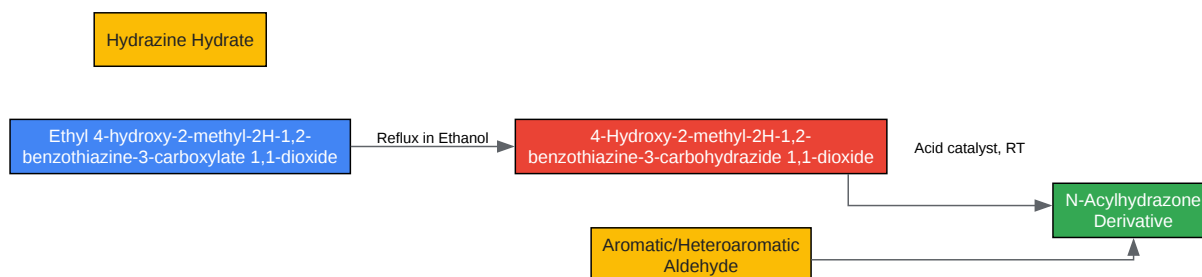 Hydrazine Hydrate
Ethyl 4-hydroxy-2-methyl-2H-1,2-
benzothiazine-3-carboxylate 1,1-dioxide
Reflux in Ethanol
4-Hydroxy-2-methyl-2H-1,2-
benzothiazine-3-carbohydrazide 1,1-dioxide
Acid catalyst, RT
N-Acylhydrazone
Derivative
Aromatic/Heteroaromatic
Aldehyde